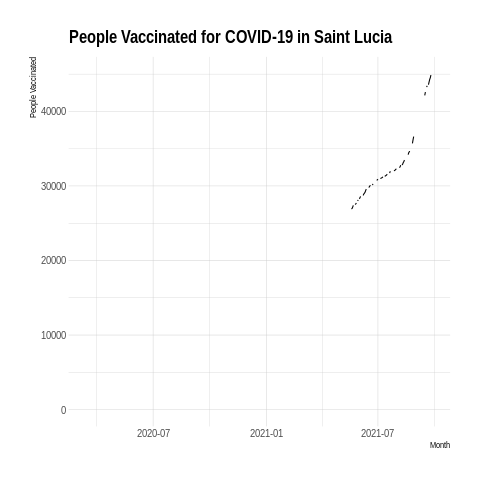 People Vaccinated for COVID-19 in Saint Lucia
People Vaccinated
40000
30000
20000
10000
0
2020-07 2021-01 2021-07
Month